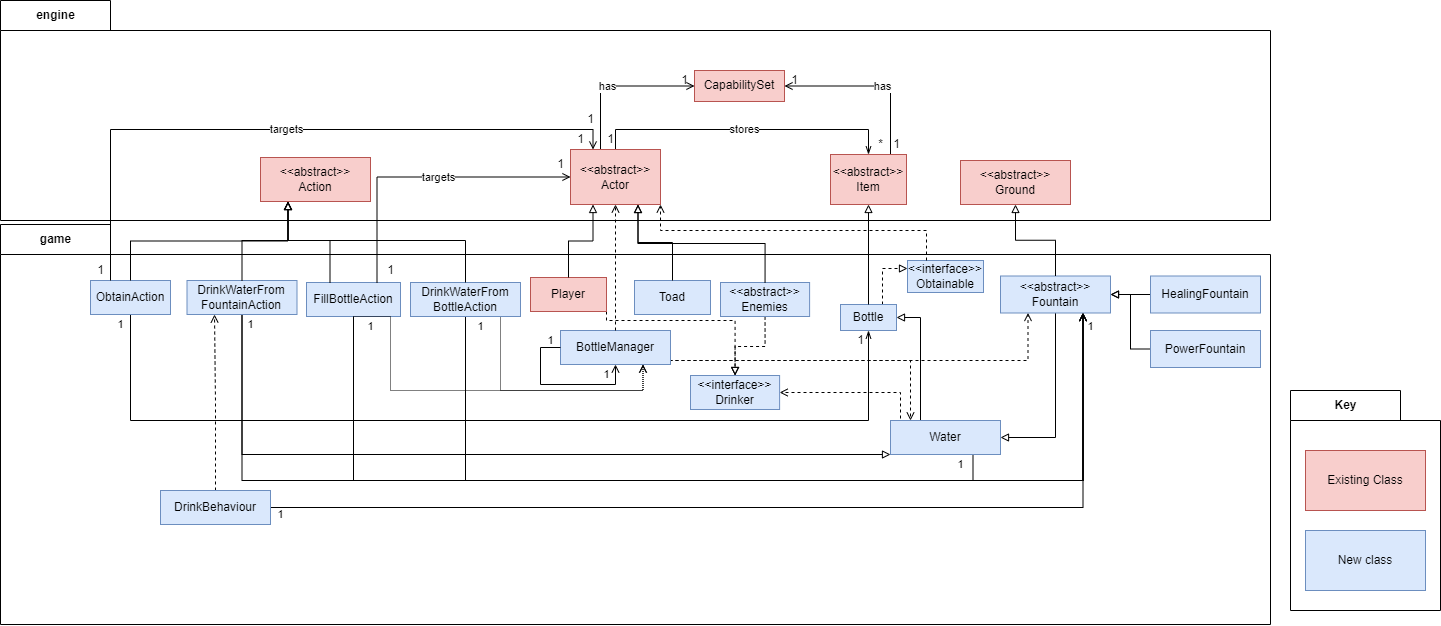 engine
CapabilitySet
1
1
has
has
1
targets
stores
1
1
*
1
<<abstract>>
Action
1
targets
<<abstract>>
Actor
<<abstract>>
Item
<<abstract>>
Ground
game
1
1
ObtainAction
DrinkWaterFrom
FountainAction
FillBottleAction
DrinkWaterFrom
BottleAction
Player
Toad
<<abstract>>
Enemies
<<interface>>
Obtainable
<<abstract>>
Fountain
HealingFountain
Bottle
1
1
1
1
1
1
1
BottleManager
PowerFountain
1
<<interface>>
Drinker
Water
1
DrinkBehaviour
1
Key
Existing Class
New class